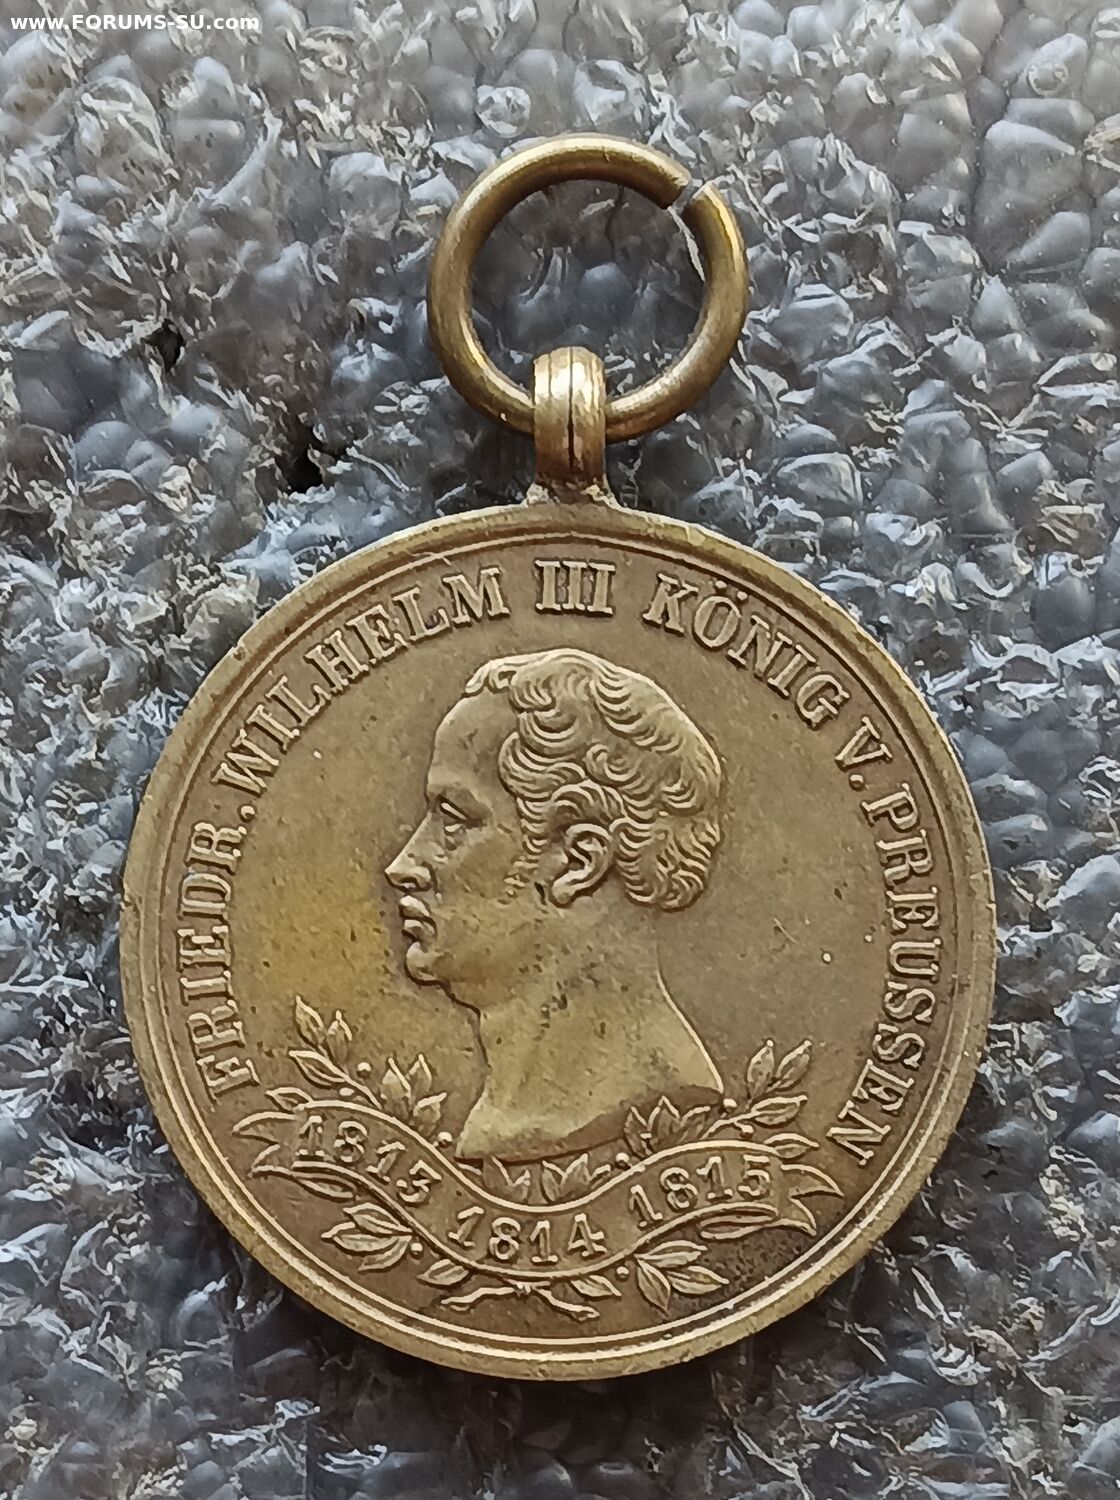 www.FORUMS-SU.com
FRIEDR. WILHELM III KÖNIG V. PREUSSEN
1813 1814 1815